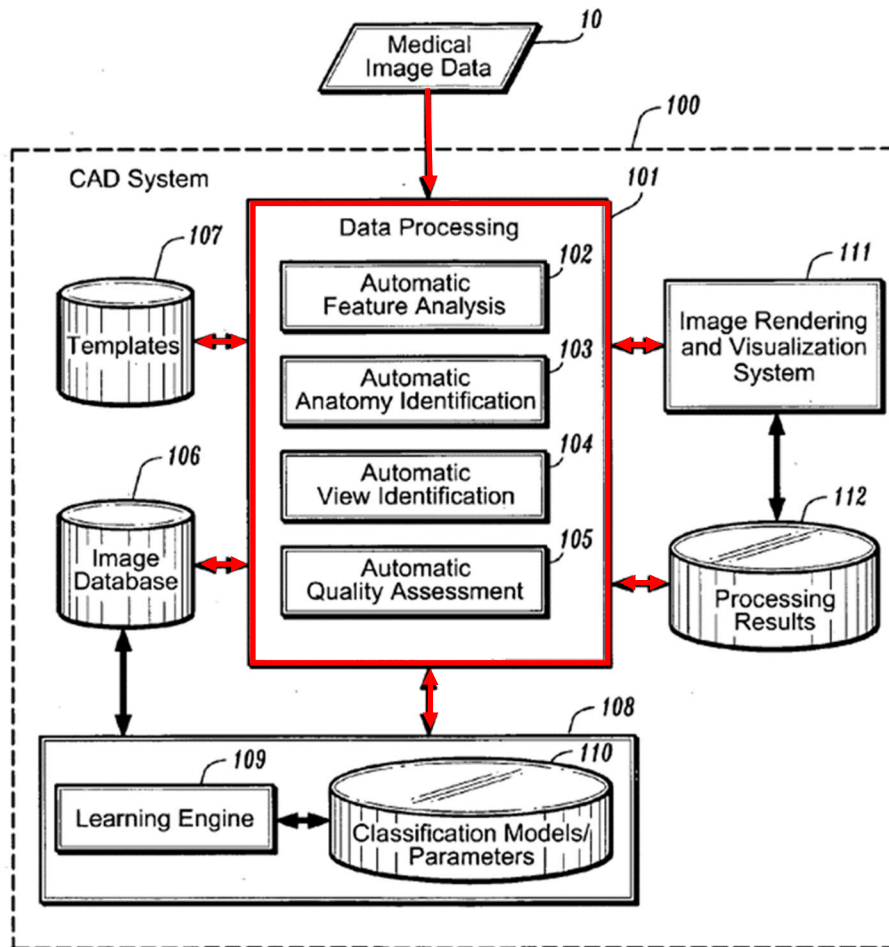 10
Medical
Image Data
100
CAD System
101
Data Processing
107
Templates
102
Automatic
Feature Analysis
111
Image Rendering
and Visualization
System
103
Automatic
Anatomy Identification
104
Automatic
View Identification
106
Image
Database
105
Automatic
Quality Assessment
112
Processing
Results
108
109
Learning Engine
110
Classification Models/
Parameters